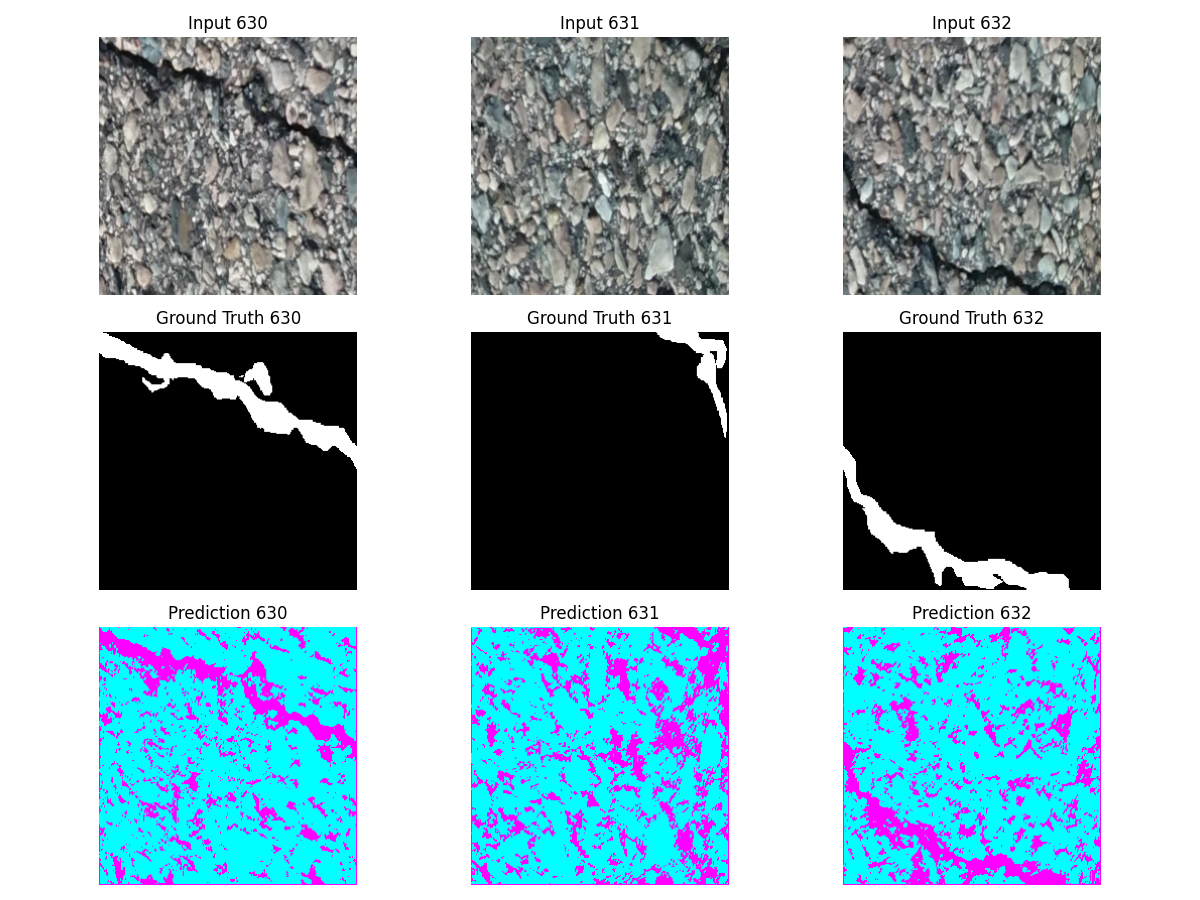 Input 630
Input 631
Input 632
Ground Truth 630
Ground Truth 631
Ground Truth 632
Prediction 630
Prediction 631
Prediction 632